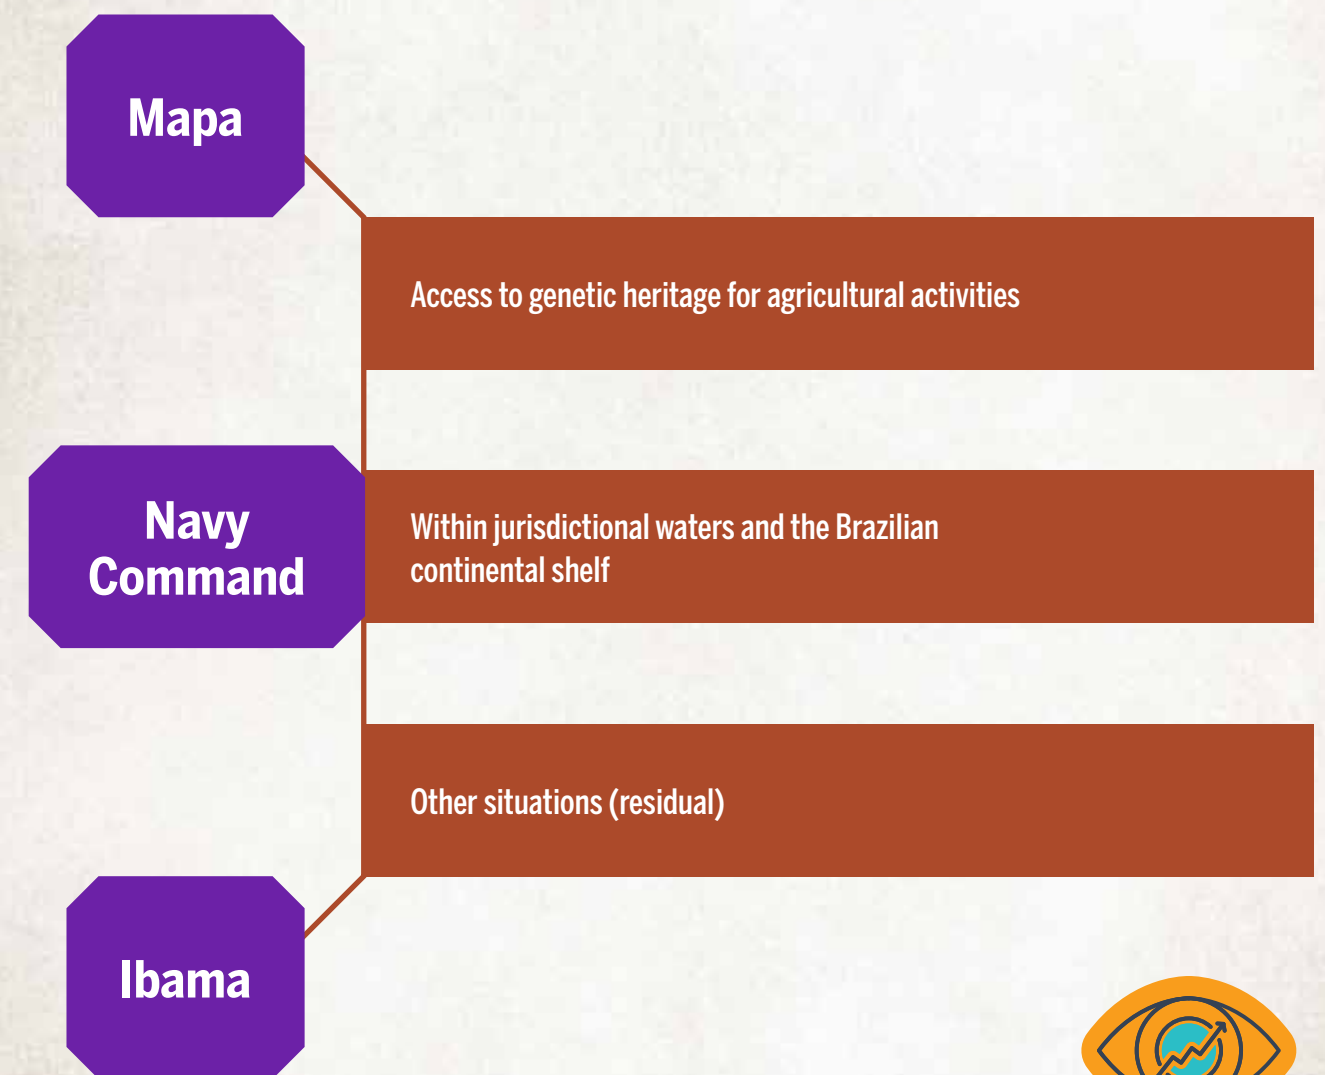 Mapa
Access to genetic heritage for agricultural activities
Navy
Command
Within jurisdictional waters and the Brazilian
continental shelf
Other situations (residual)
Ibama